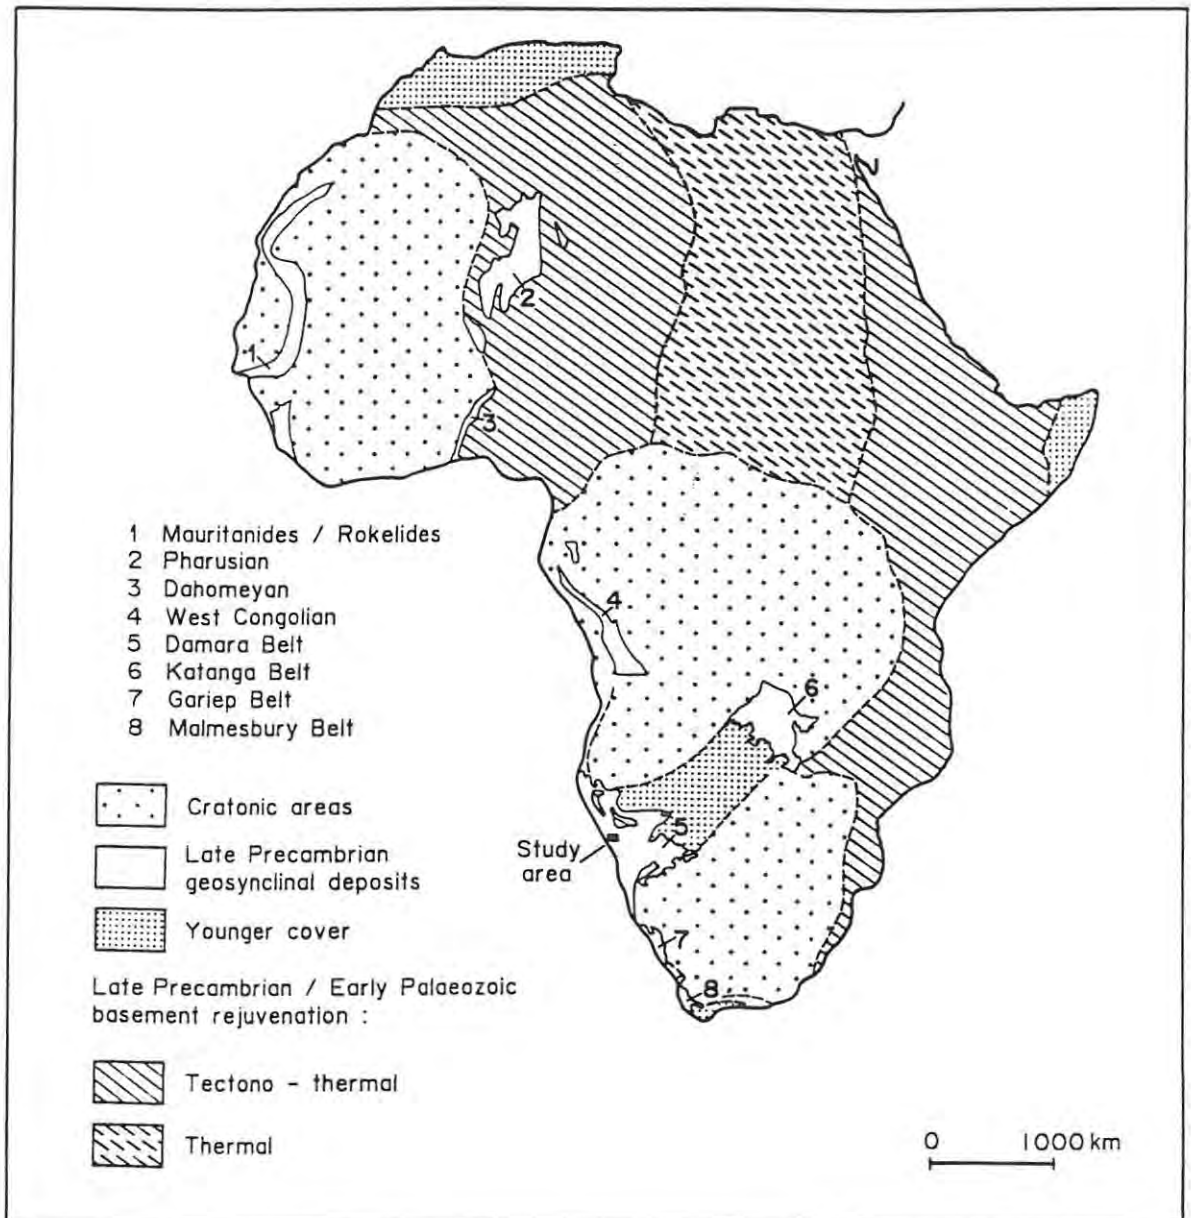 1
2
3
4
5
6
7
8
Study
area
1 Mauritanides / Rokelides
2 Pharusian
3 Dahomeyan
4 West Congolian
5 Damara Belt
6 Katanga Belt
7 Gariep Belt
8 Malmesbury Belt
Cratonic areas
Late Precambrian
geosynclinal deposits
Younger cover
Late Precambrian / Early Palaeozoic
basement rejuvenation :
Tectono - thermal
Thermal
0 1000 km